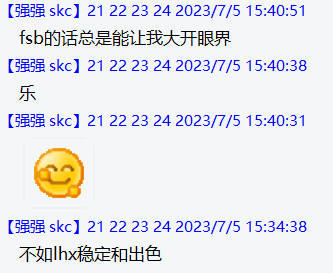 【强强 skc】21 22 23 24 2023/7/5 15:40:51
fsb的话总是能让我大开眼界
【强强 skc】21 22 23 24 2023/7/5 15:40:38
乐
【强强 skc】21 22 23 24 2023/7/5 15:40:31
【强强 skc】21 22 23 24 2023/7/5 15:34:38
不如lhx稳定和出色